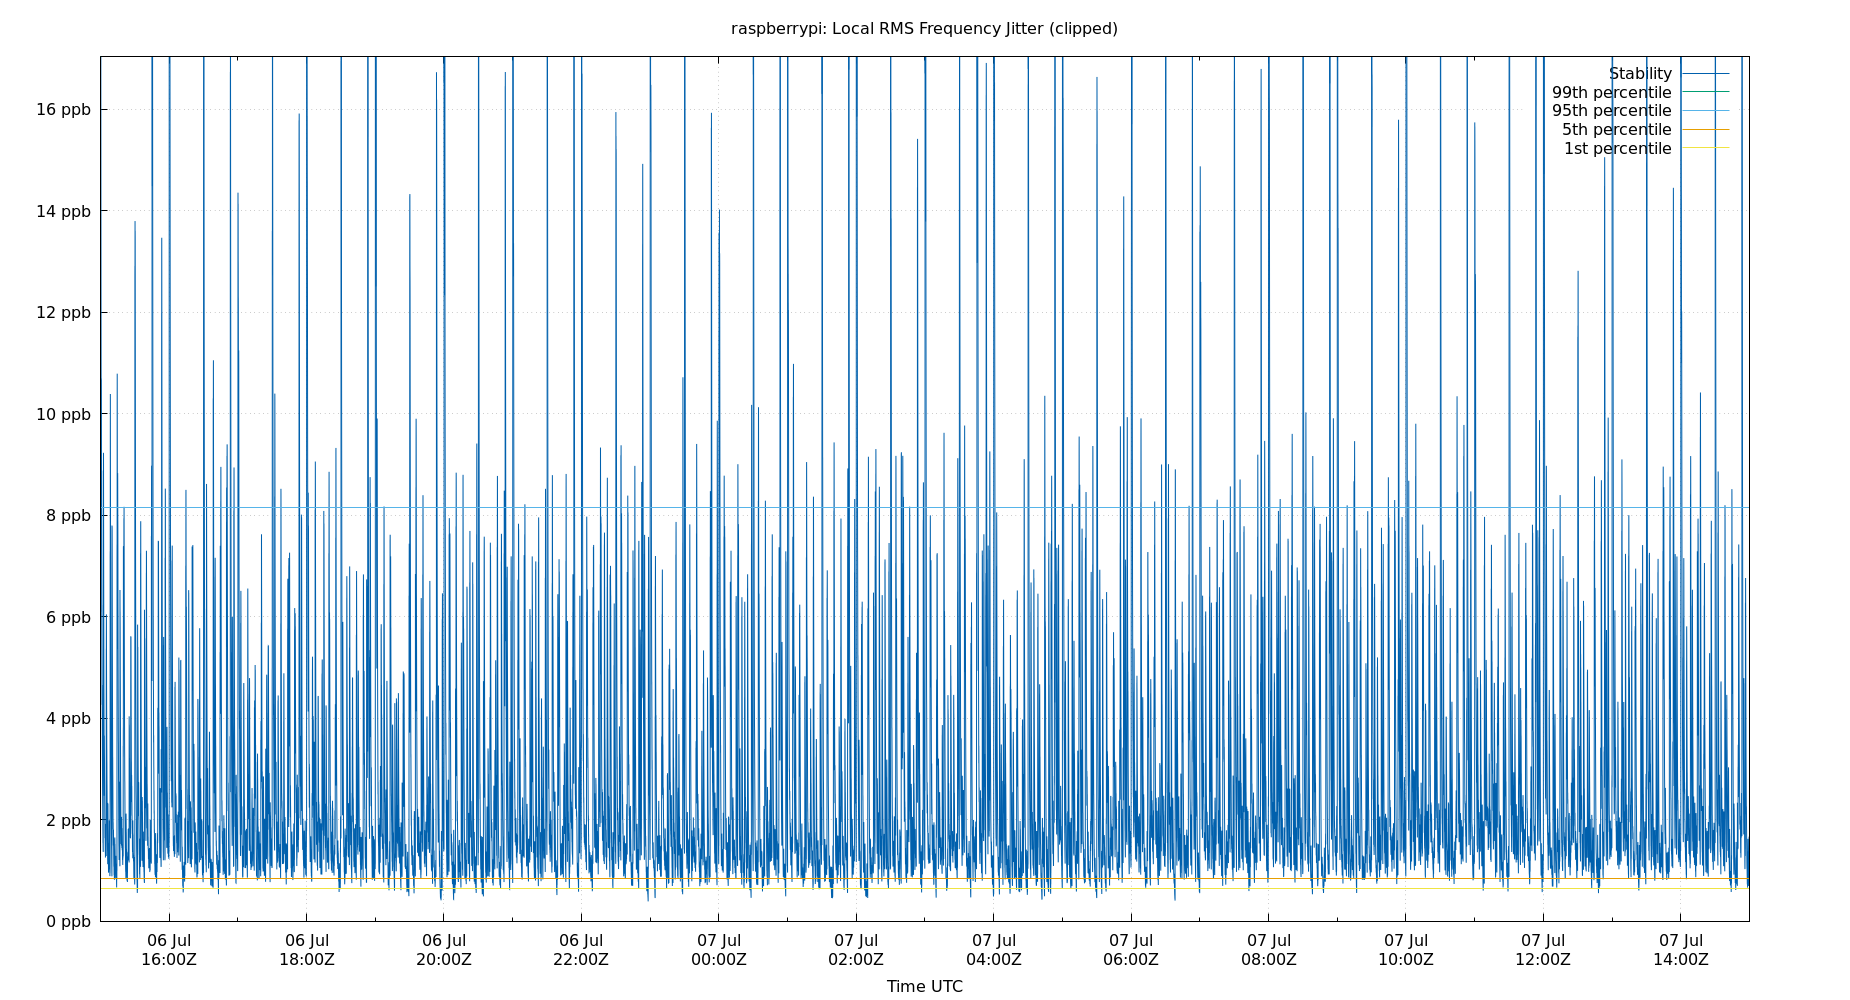 raspberrypi: Local RMS Frequency Jitter (clipped)
Stability
99th percentile
95th percentile
5th percentile
1st percentile
16 ppb
14 ppb
12 ppb
10 ppb
8 ppb
6 ppb
4 ppb
2 ppb
0 ppb
06 Jul 06 Jul 06 Jul 06 Jul 07 Jul 07 Jul 07 Jul 07 Jul 07 Jul 07 Jul 07 Jul 07 Jul
16:00Z 18:00Z 20:00Z 22:00Z 00:00Z 02:00Z 04:00Z 06:00Z 08:00Z 10:00Z 12:00Z 14:00Z
Time UTC